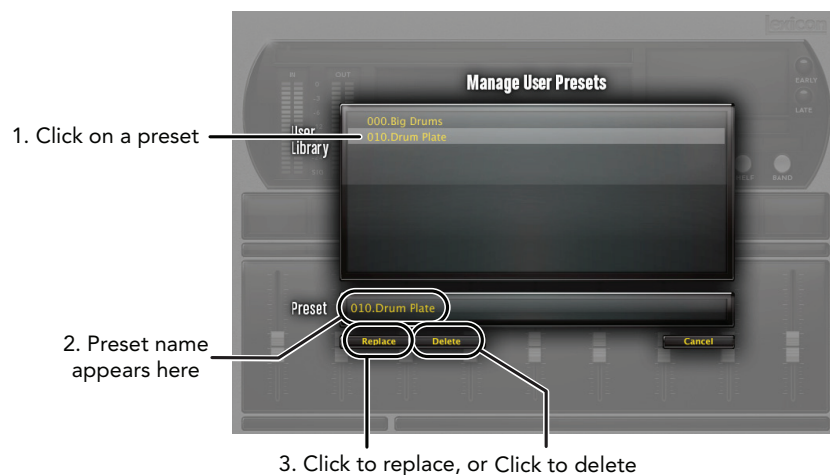 lexicon
IN OUT
EARLY
LATE
Manage User Presets
User
Library
000.Big Drums
010.Drum Plate
1. Click on a preset
SHELF BAND
Preset
010.Drum Plate
2. Preset name
appears here
Replace
Delete
Cancel
3. Click to replace, or Click to delete